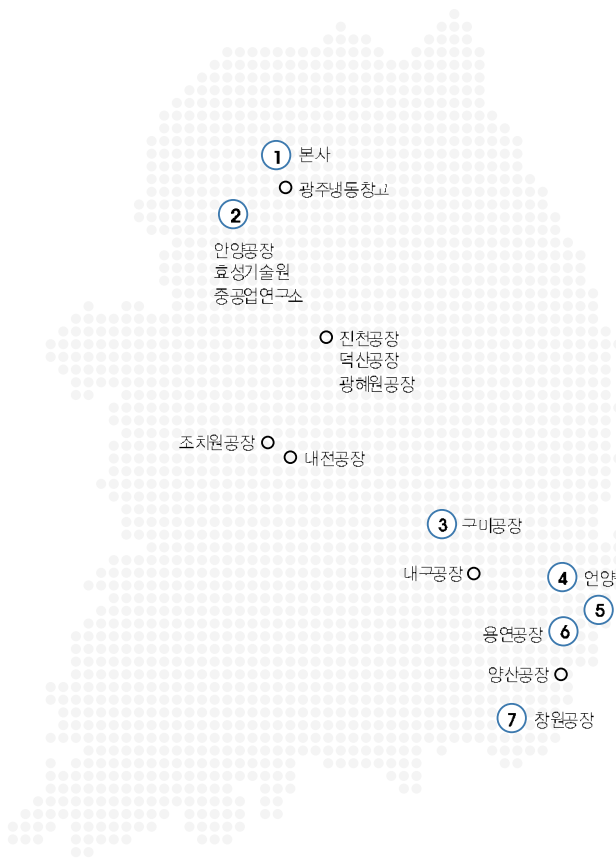 1 본사
광주냉동창고
2
안양공장
효성기술원
중공업연구소
진천공장
덕산공장
광혜원공장
조치원공장
대전공장
3 구미공장
대구공장
4 언양
5
용연공장 6
양산공장
7 창원공장